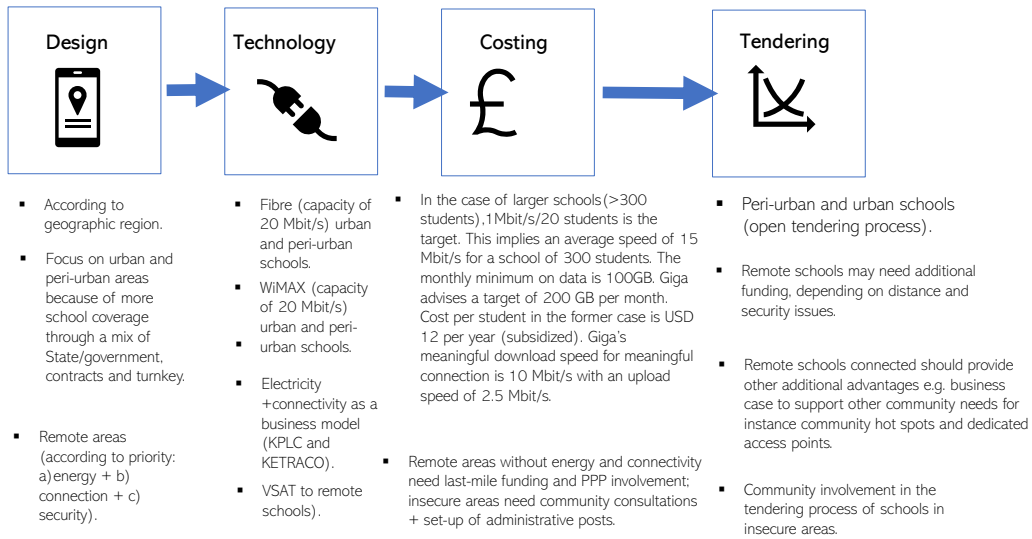 Design
▪ According to
geographic region.
▪ Focus on urban and
peri-urban areas
because of more
school coverage
through a mix of
State/government,
contracts and turnkey.
▪ Remote areas
(according to priority:
a)energy + b)
connection + c)
security).
Technology
▪ Fibre (capacity of
20 Mbit/s) urban
and peri-urban
schools.
▪ WiMAX (capacity
of 20 Mbit/s)
urban and peri-
▪ urban schools.
▪ Electricity
+connectivity as a
business model
(KPLC and
KETRACO).
▪ VSAT to remote
schools).
Costing
£
▪ In the case of larger schools(>300
students),1Mbit/s/20 students is the
target. This implies an average speed of 15
Mbit/s for a school of 300 students. The
monthly minimum on data is 100GB. Giga
advises a target of 200 GB per month.
Cost per student in the former case is USD
12 per year (subsidized). Giga's
meaningful download speed for meaningful
connection is 10 Mbit/s with an upload
speed of 2.5 Mbit/s.
▪ Remote areas without energy and connectivity
need last-mile funding and PPP involvement;
insecure areas need community consultations
+ set-up of administrative posts.
Tendering
▪ Peri-urban and urban schools
(open tendering process).
▪ Remote schools may need additional
funding, depending on distance and
security issues.
▪ Remote schools connected should provide
other additional advantages e.g. business
case to support other community needs for
instance community hot spots and dedicated
access points.
▪ Community involvement in the
tendering process of schools in
insecure areas.